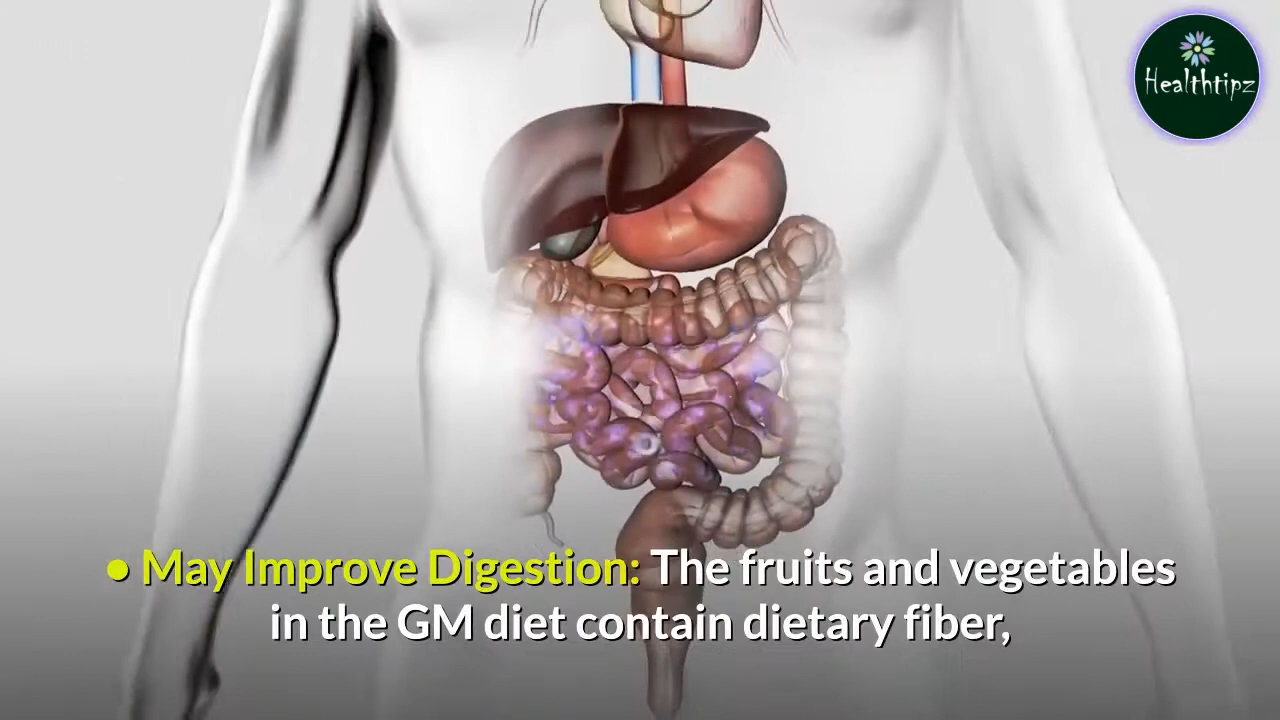 Healthtipz
• May Improve Digestion: The fruits and vegetables
in the GM diet contain dietary fiber,